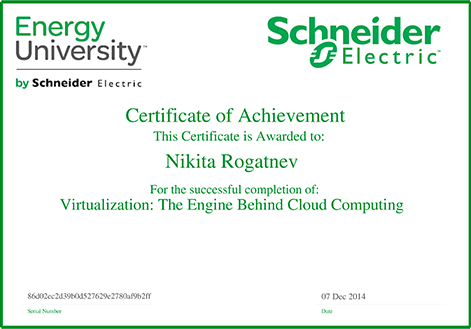 Energy
University™
by Schneider Electric
Schneider
Electric™
Certificate of Achievement
This Certificate is Awarded to:
Nikita Rogatnev
For the successful completion of:
Virtualization: The Engine Behind Cloud Computing
86d02ec2d39b0d527629e2780af9b2ff
07 Dec 2014
Serial Number
Date